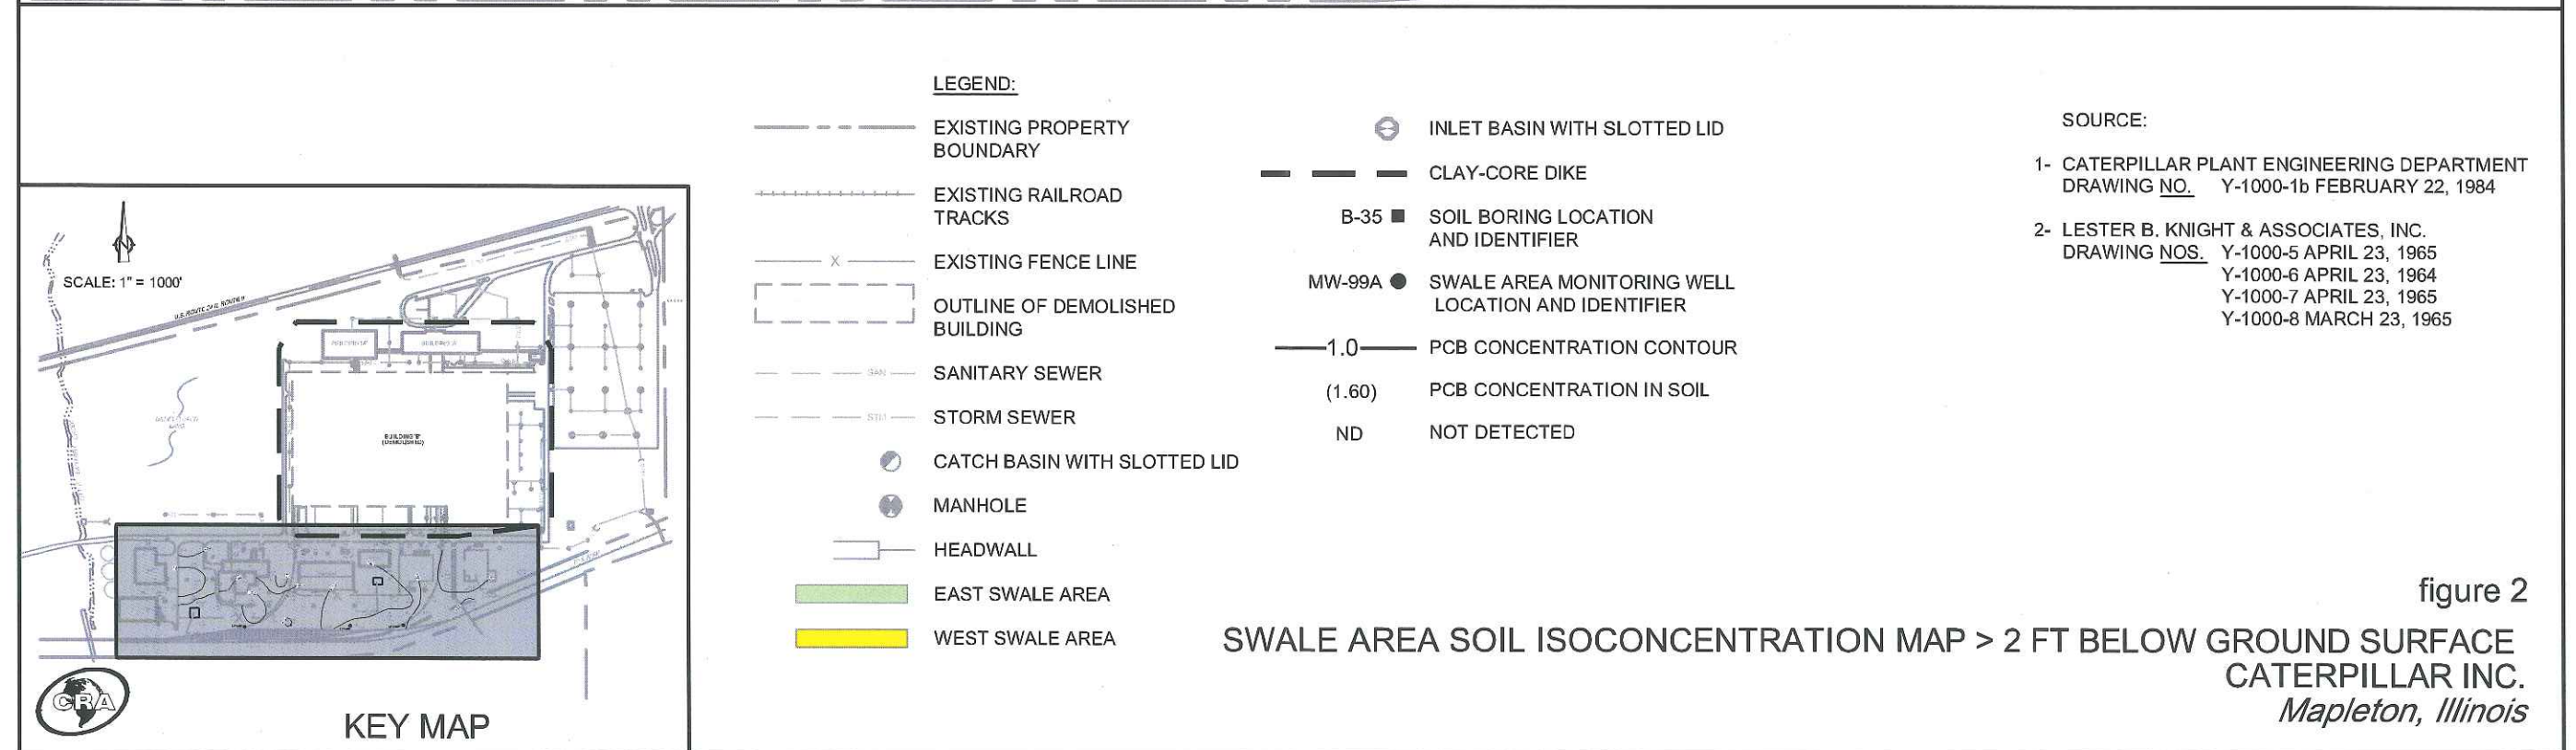 LEGEND:
EXISTING PROPERTY
BOUNDARY
EXISTING RAILROAD
TRACKS
X
EXISTING FENCE LINE
OUTLINE OF DEMOLISHED
BUILDING
SAN
SANITARY SEWER
STM
STORM SEWER
CATCH BASIN WITH SLOTTED LID
MANHOLE
HEADWALL
EAST SWALE AREA
WEST SWALE AREA
INLET BASIN WITH SLOTTED LID
CLAY-CORE DIKE
B-35 SOIL BORING LOCATION
AND IDENTIFIER
MW-99A SWALE AREA MONITORING WELL
LOCATION AND IDENTIFIER
1.0 PCB CONCENTRATION CONTOUR
(1.60) PCB CONCENTRATION IN SOIL
ND NOT DETECTED
SOURCE:
1- CATERPILLAR PLANT ENGINEERING DEPARTMENT
DRAWING NO. Y-1000-1b FEBRUARY 22, 1984
2- LESTER B. KNIGHT & ASSOCIATES, INC.
DRAWING NOS. Y-1000-5 APRIL 23, 1965
Y-1000-6 APRIL 23, 1964
Y-1000-7 APRIL 23, 1965
Y-1000-8 MARCH 23, 1965
N
SCALE: 1" = 1000'
BUILDING "B"
(DEMOLISHED)
CRA
KEY MAP
figure 2
SWALE AREA SOIL ISOCONCENTRATION MAP > 2 FT BELOW GROUND SURFACE
CATERPILLAR INC.
Mapleton, Illinois